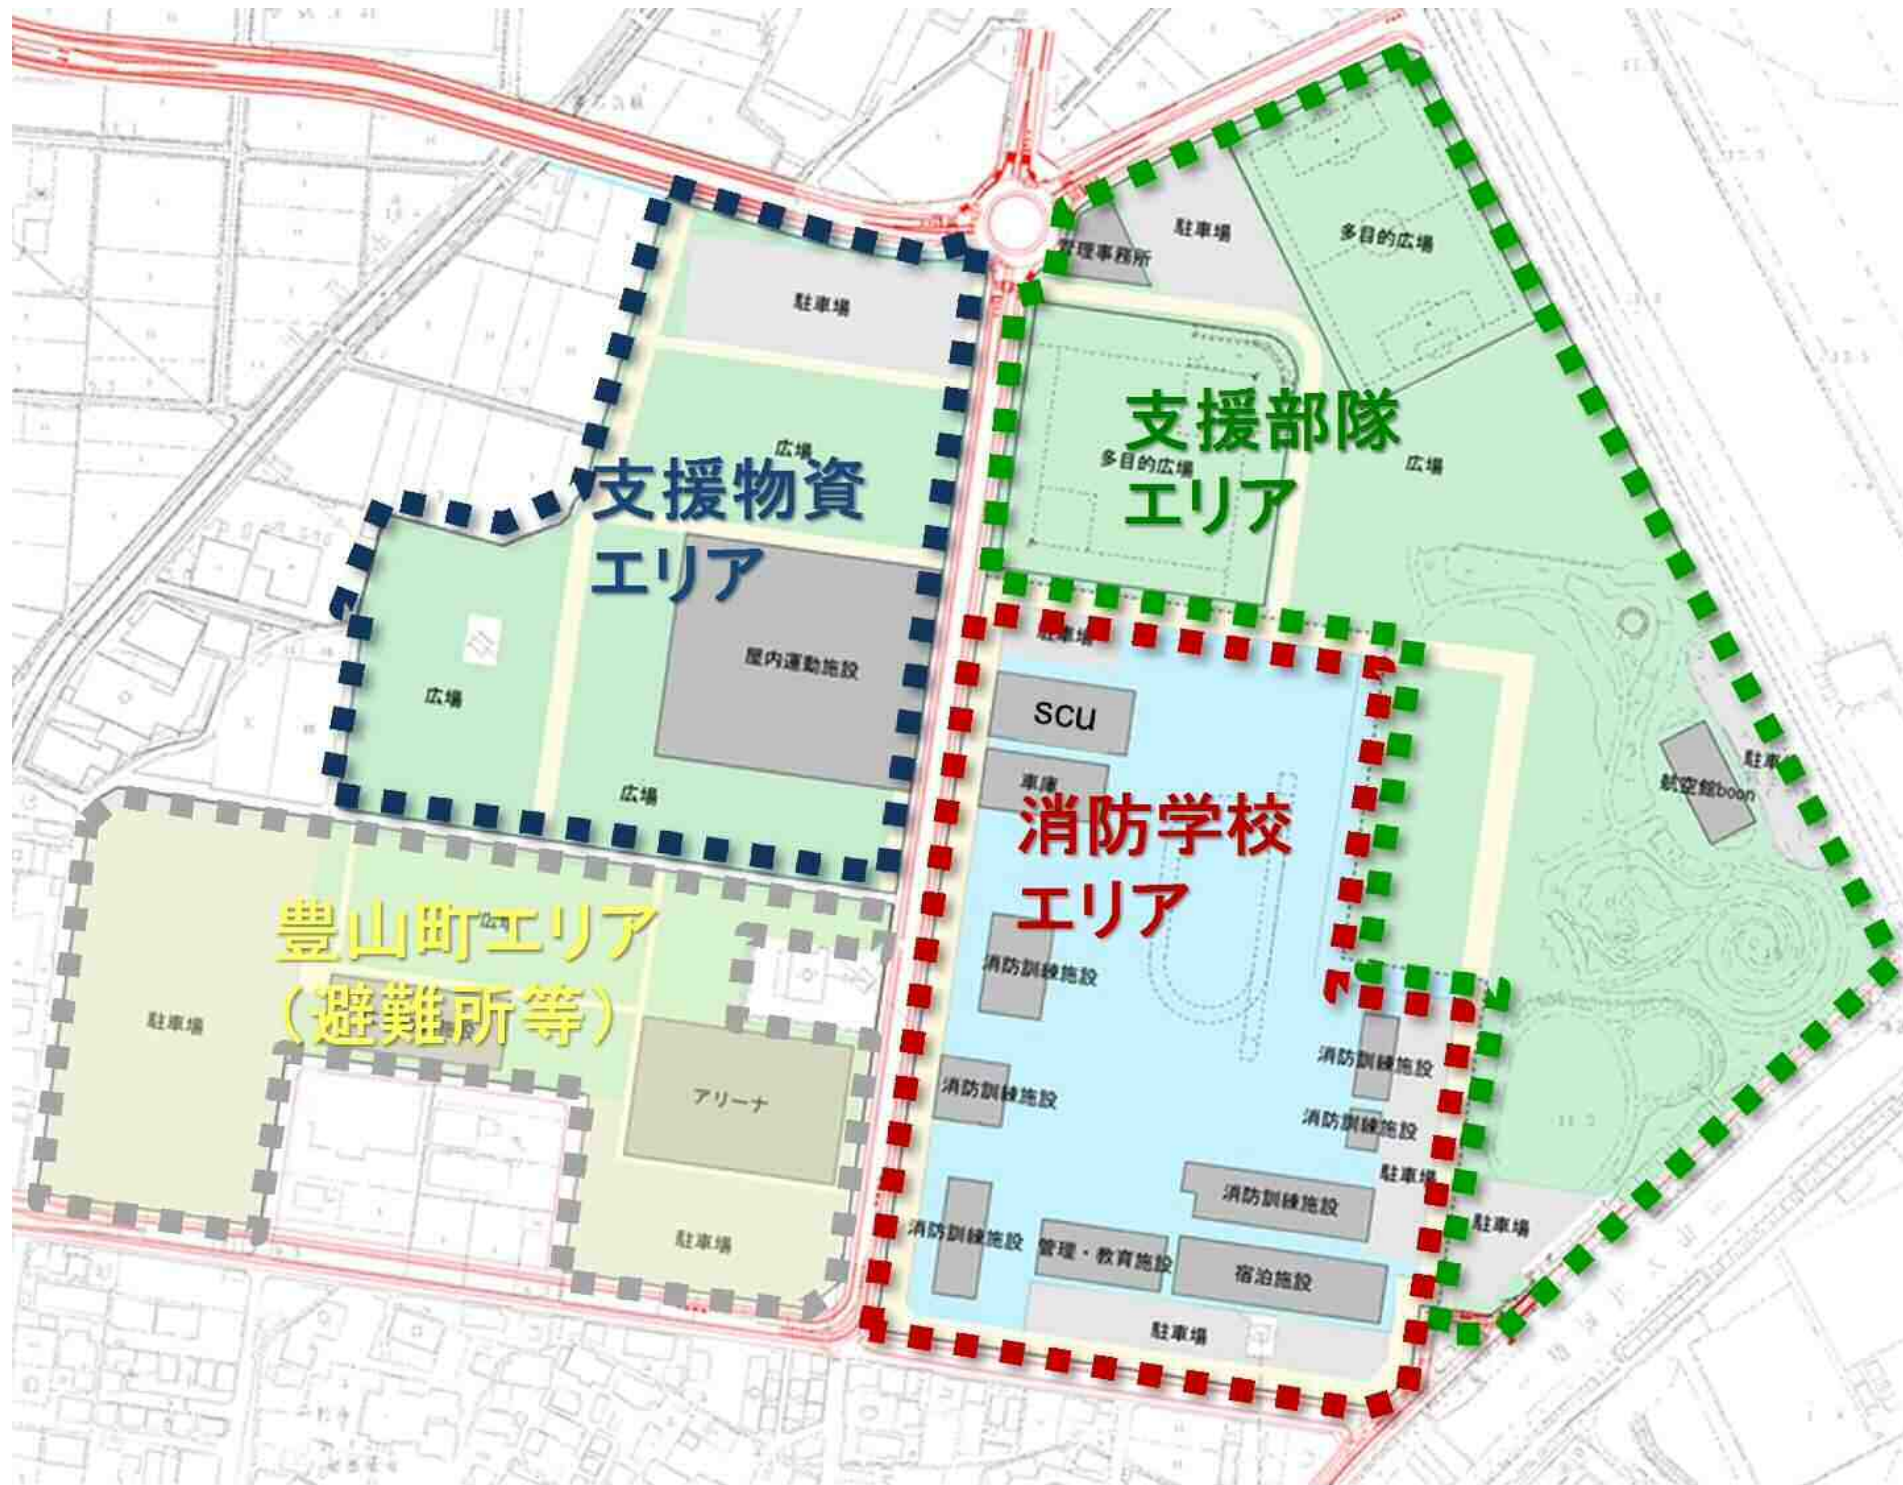 管理事務所
駐車場
多目的広場
駐車場
広場
支援物資
エリア
支援部隊
エリア
多目的広場
広場
屋内運動施設
広場
広場
駐車場
scu
車庫
消防学校
エリア
駐車場
航空館boon
豊山町エリア
（避難所等）
駐車場
アリーナ
駐車場
消防訓練施設
消防訓練施設
消防訓練施設
消防訓練施設
消防訓練施設
駐車場
消防訓練施設
管理・教育施設
宿泊施設
駐車場
駐車場